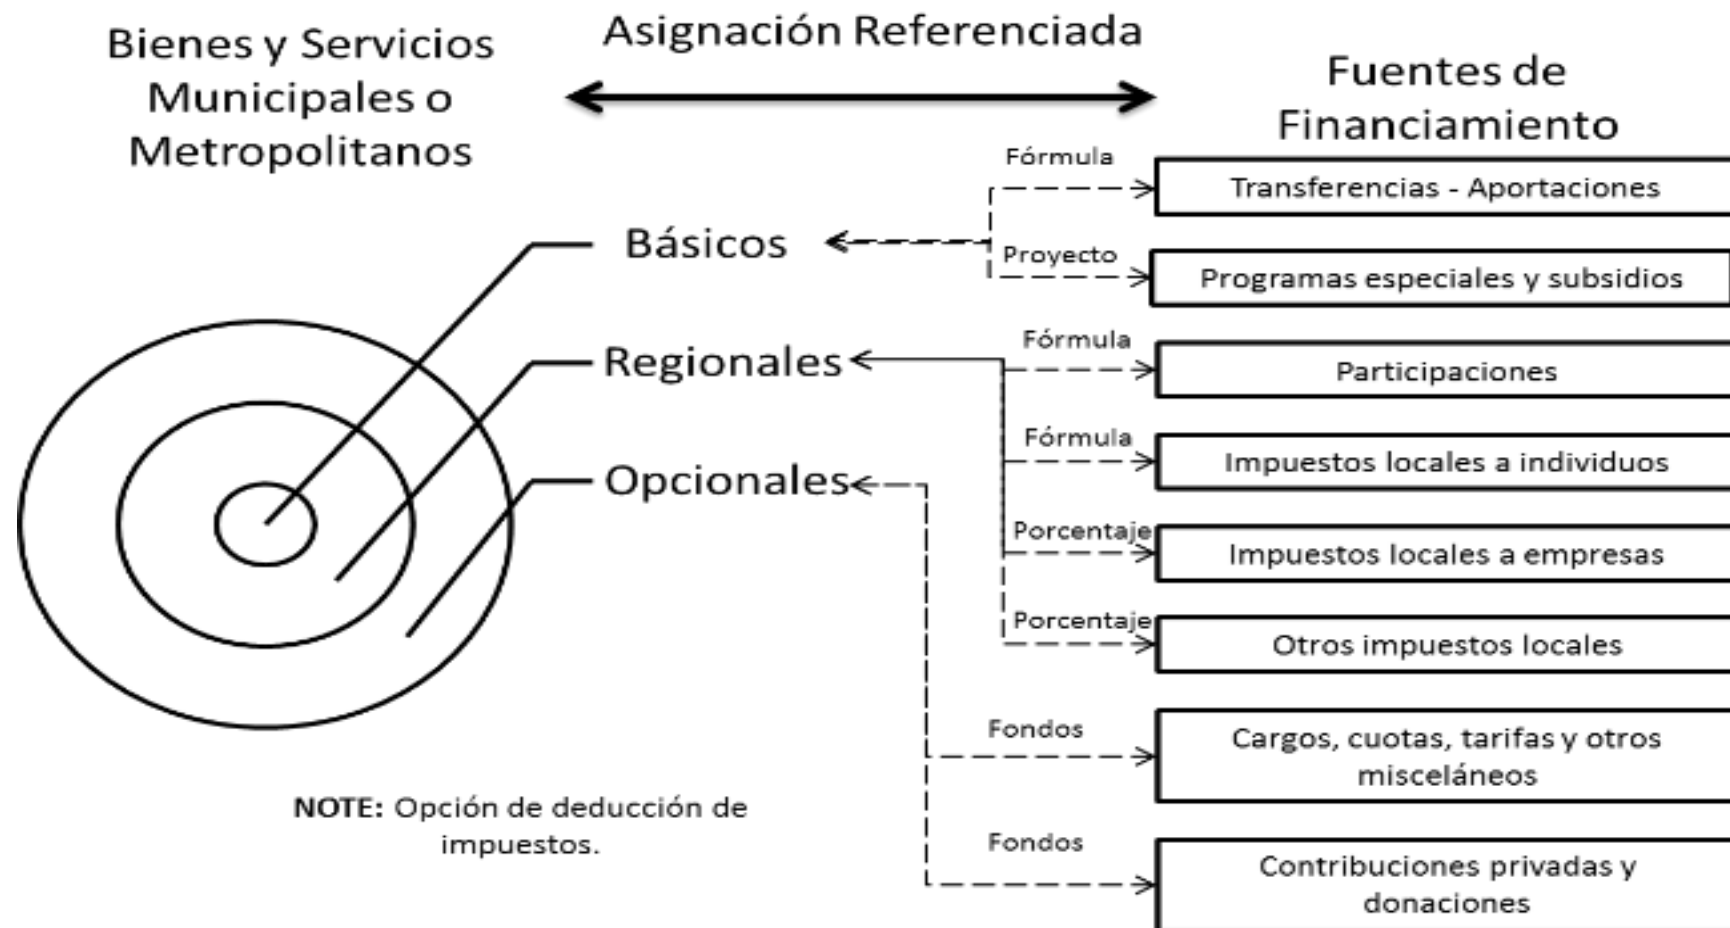 Bienes y Servicios
Municipales o
Metropolitanos
Asignación Referenciada
Fuentes de
Financiamiento
Básicos
Fórmula
Transferencias - Aportaciones
Proyecto
Programas especiales y subsidios
Regionales
Fórmula
Participaciones
Fórmula
Impuestos locales a individuos
Porcentaje
Impuestos locales a empresas
Porcentaje
Otros impuestos locales
Opcionales
Fondos
Cargos, cuotas, tarifas y otros
misceláneos
Fondos
Contribuciones privadas y
donaciones
NOTE: Opción de deducción de
impuestos.